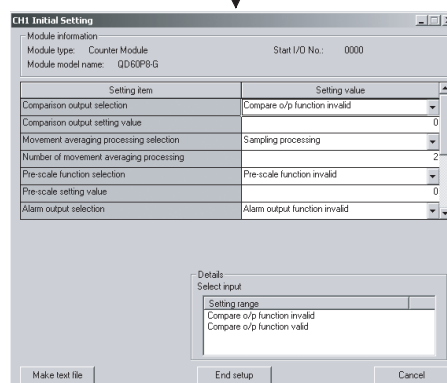 CH1 Initial Setting
Module information
Module type: Counter Module Start I/O No.: 0000
Module model name: QD60P8-G
Setting item Setting value
Comparison output selection Compare o/p function invalid
Comparison output setting value 0
Movement averaging processing selection Sampling processing
Number of movement averaging processing 2
Pre-scale function selection Pre-scale function invalid
Pre-scale setting value 0
Alarm output selection Alarm output function invalid
Details
Select input
Setting range
Compare o/p function invalid
Compare o/p function valid
Make text file End setup Cancel